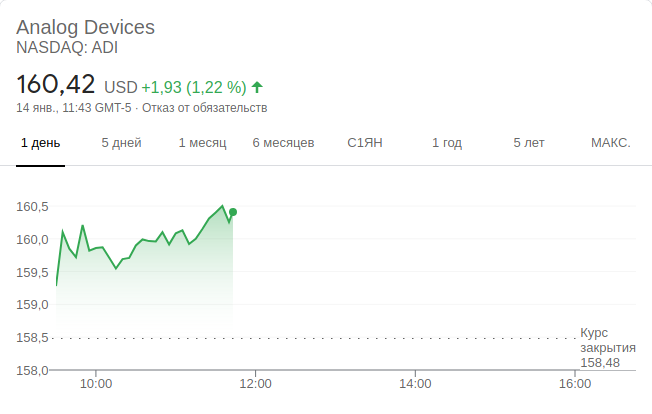 Analog Devices
NASDAQ: ADI
160,42 USD +1,93 (1,22 %)
14 янв., 11:43 GMT-5 · Отказ от обязательств
1 день 5 дней 1 месяц 6 месяцев С1ЯН 1 год 5 лет МАКС.
160,5
160,0
159,5
159,0
158,5
Курс
закрытия
158,48
158,0
10:00 12:00 14:00 16:00